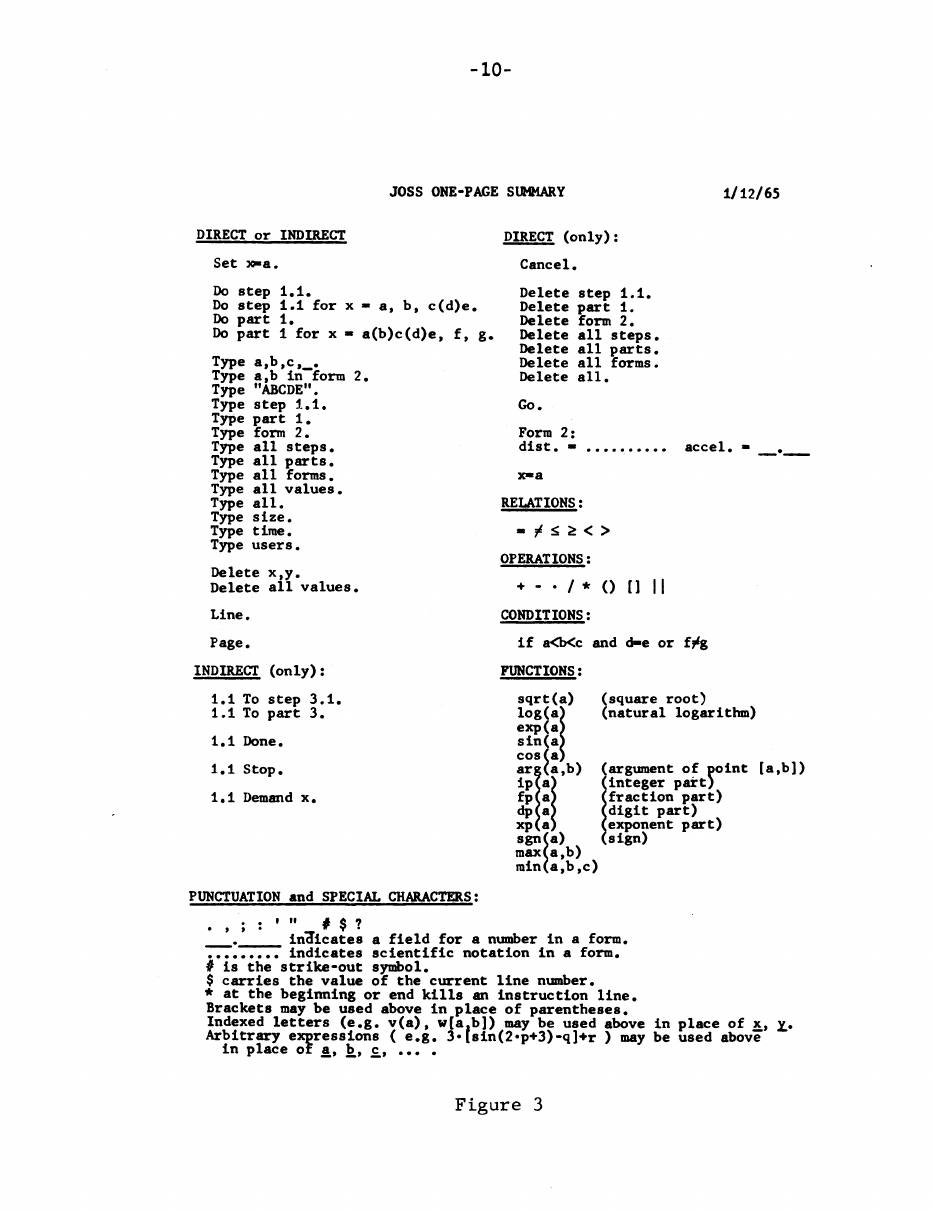 -10-
JOSS ONE-PAGE SUMMARY 1/12/65
DIRECT or INDIRECT
Set x=a.
Do step 1.1.
Do step 1.1 for x = a, b, c(d)e.
Do part 1.
Do part 1 for x = a(b)c(d)e, f, g.
Type a,b,c,_.
Type a,b in form 2.
Type "ABCDE".
Type step 1.1.
Type part 1.
Type form 2.
Type all steps.
Type all parts.
Type all forms.
Type all values.
Type all.
Type size.
Type time.
Type users.
Delete x,y.
Delete all values.
Line.
Page.
INDIRECT (only):
1.1 To step 3.1.
1.1 To part 3.
1.1 Done.
1.1 Stop.
1.1 Demand x.
DIRECT (only):
Cancel.
Delete step 1.1.
Delete part 1.
Delete form 2.
Delete all steps.
Delete all parts.
Delete all forms.
Delete all.
Go.
Form 2:
dist. = .......... accel. = __.___
x=a
RELATIONS:
= ≠ ≤ ≥ < >
OPERATIONS:
+ - · / * () [] ||
CONDITIONS:
if a<b<c and d=e or f≠g
FUNCTIONS:
sqrt(a) (square root)
log(a) (natural logarithm)
exp(a)
sin(a)
cos(a)
arg(a,b) (argument of point [a,b])
ip(a) (integer part)
fp(a) (fraction part)
dp(a) (digit part)
xp(a) (exponent part)
sgn(a) (sign)
max(a,b)
min(a,b,c)
PUNCTUATION and SPECIAL CHARACTERS:
. , ; : ' " _ # $ ?
___.____ indicates a field for a number in a form.
......... indicates scientific notation in a form.
# is the strike-out symbol.
$ carries the value of the current line number.
* at the beginning or end kills an instruction line.
Brackets may be used above in place of parentheses.
Indexed letters (e.g. v(a), w[a,b]) may be used above in place of x, y.
Arbitrary expressions ( e.g. 3·[sin(2·p+3)-q]+r ) may be used above
in place of a, b, c, ... .
Figure 3